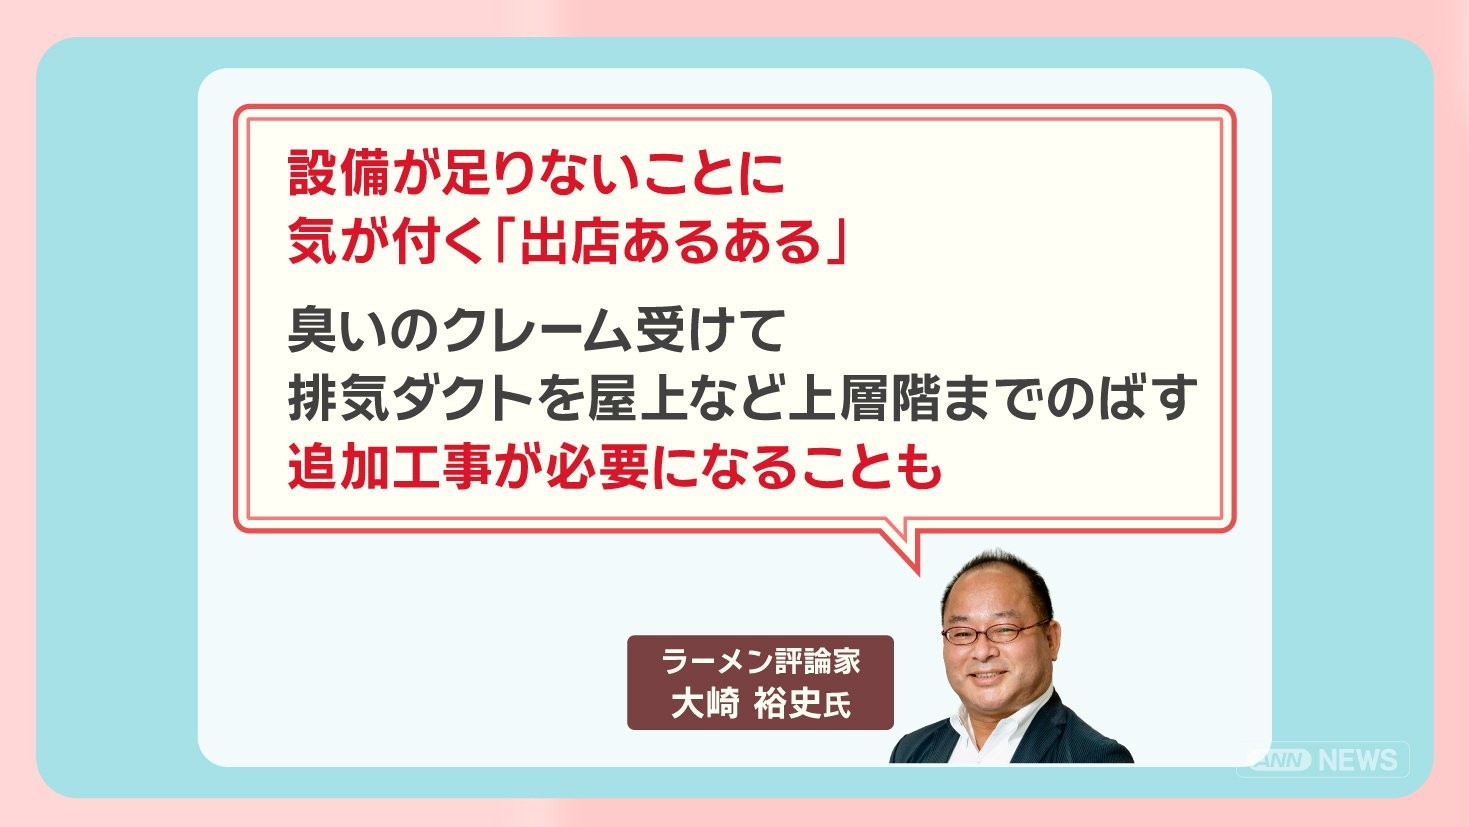 設備が足りないことに
気が付く「出店あるある」
臭いのクレーム受けて
排気ダクトを屋上など上層階までのばす
追加工事が必要になることも
ラーメン評論家
大崎 裕史氏
ANN NEWS